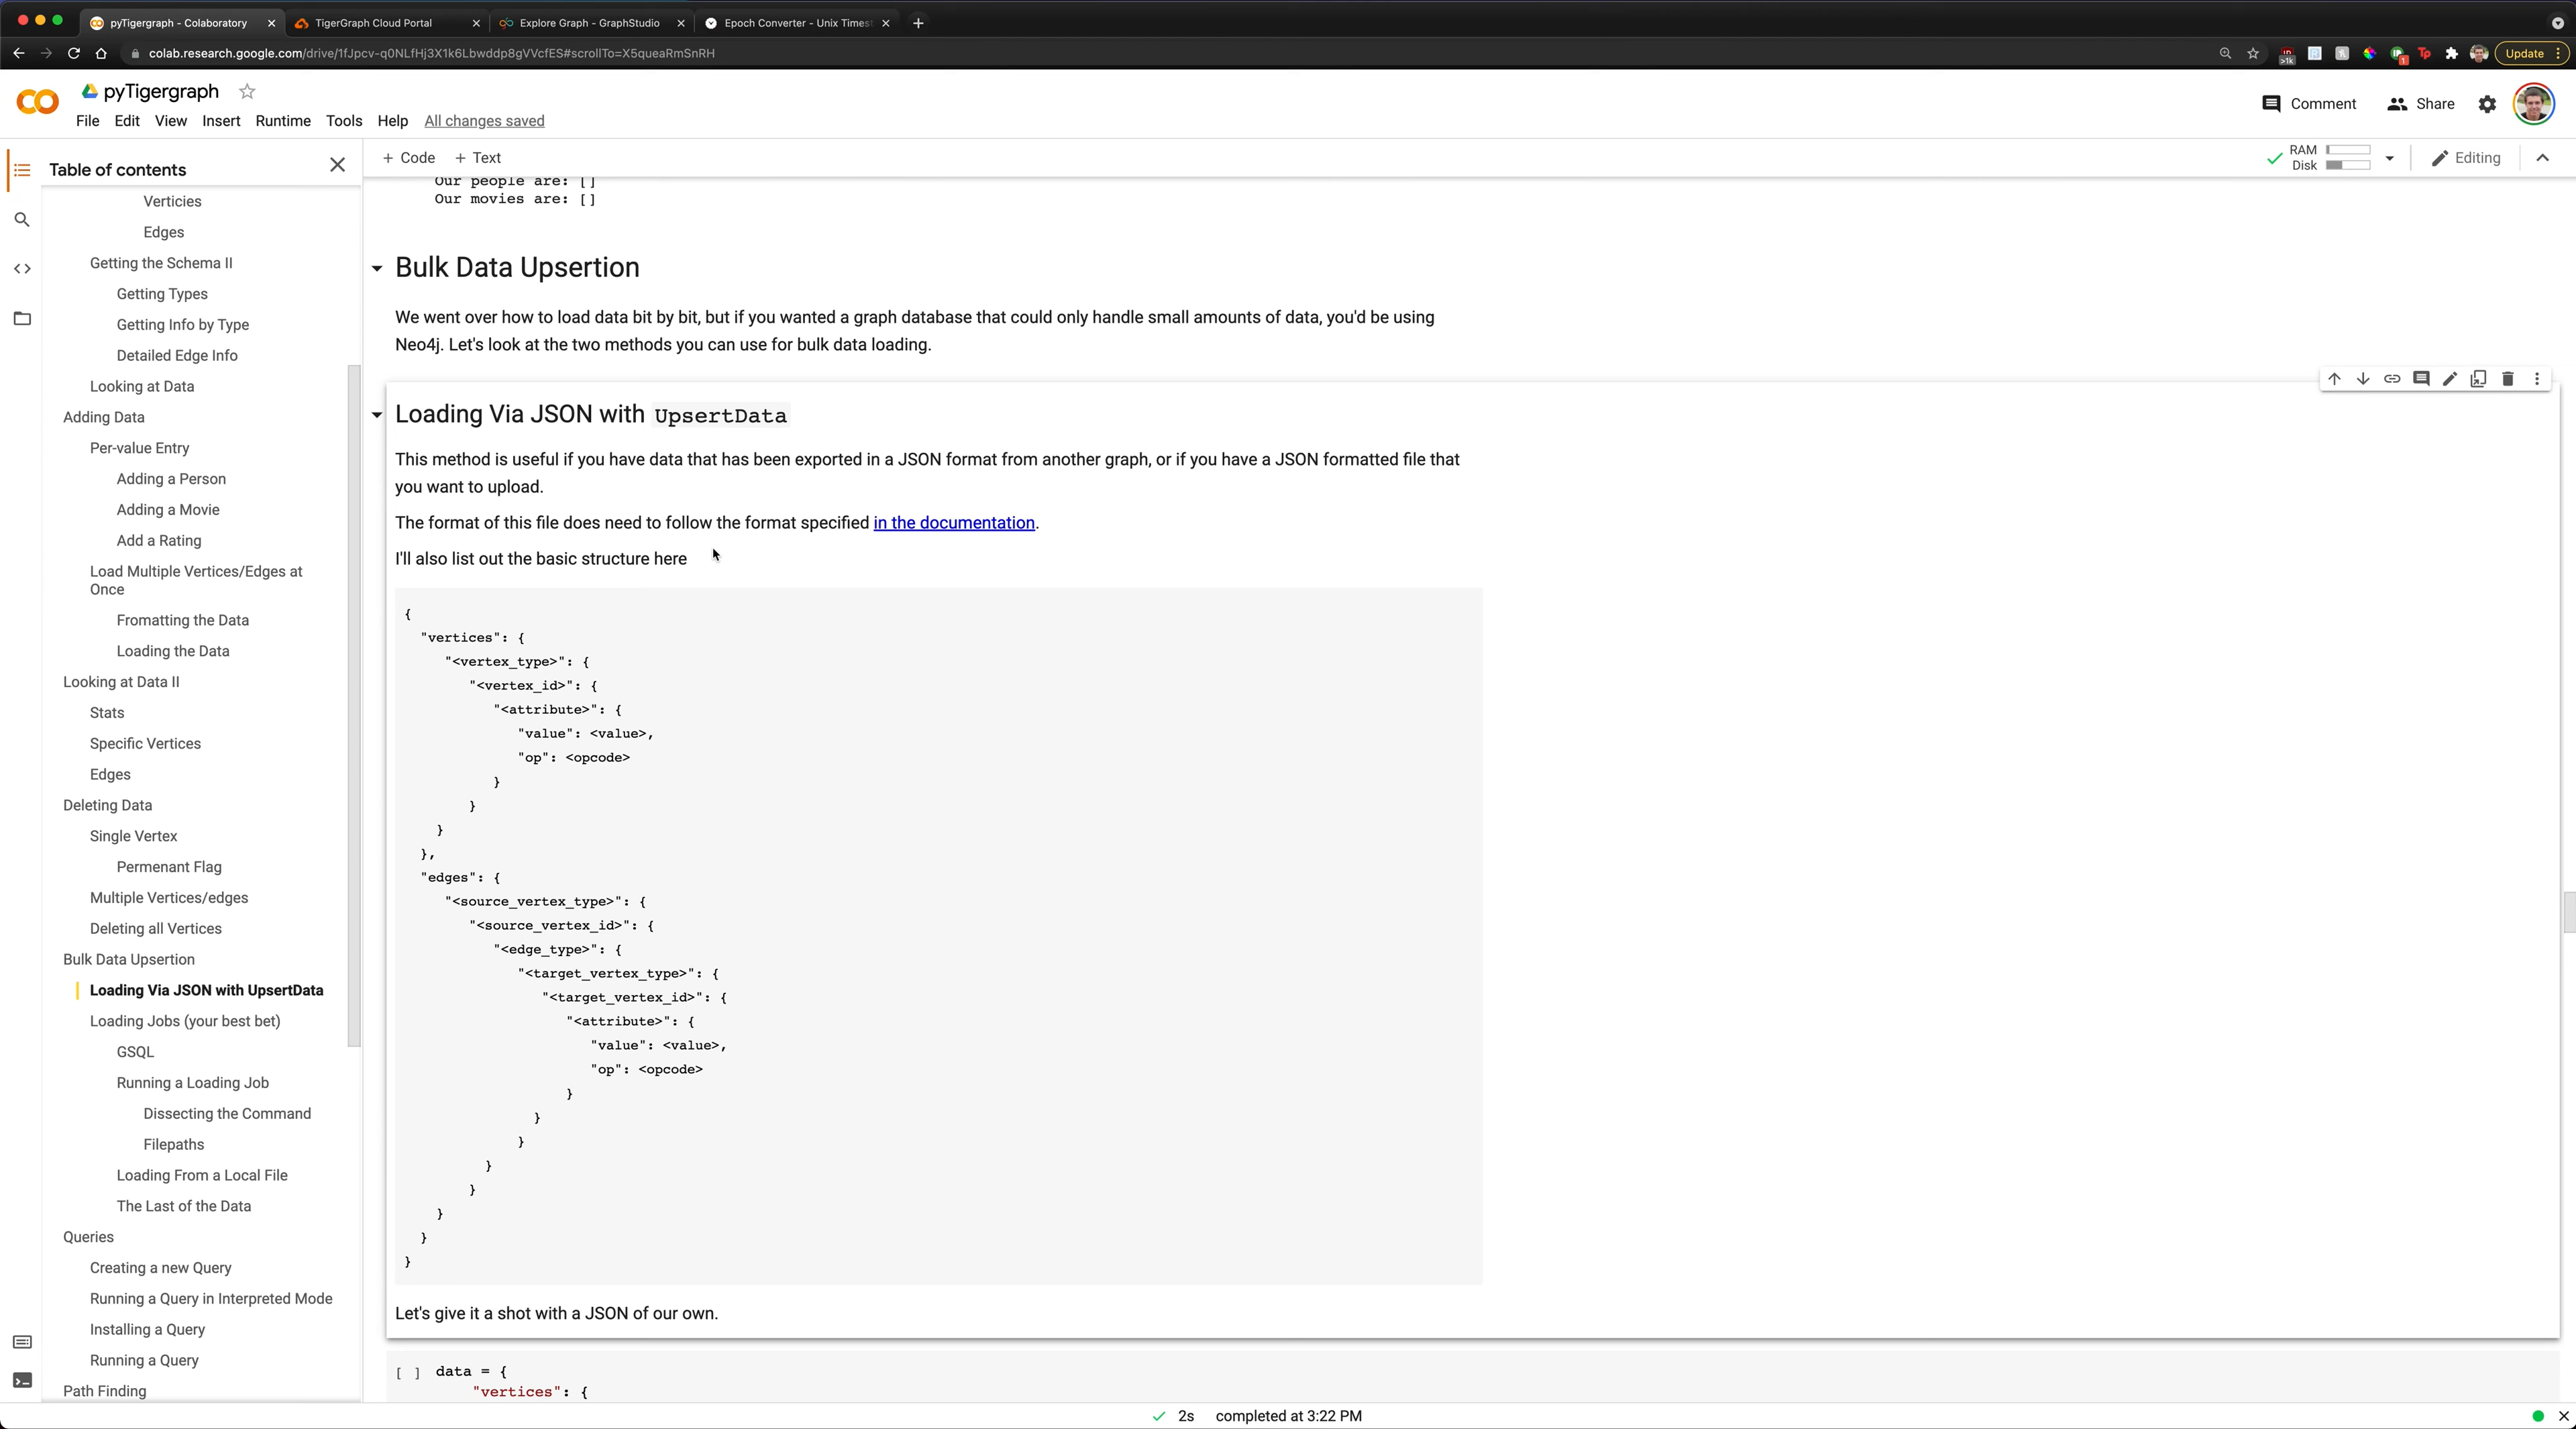 pyTigergraph - Colaboratory
TigerGraph Cloud Portal
Explore Graph - GraphStudio
Epoch Converter - Unix Timest
colab.research.google.com/drive/1fJpcv-q0NLfHj3X1k6Lbwddp8gVVcfES#scrollTo=X5queaRmSnRH
Update
pyTigergraph
File Edit View Insert Runtime Tools Help All changes saved
Comment
Share
Table of contents
+ Code + Text
RAM
Disk
Editing
Verticies
Edges
Getting the Schema II
Getting Types
Getting Info by Type
Detailed Edge Info
Looking at Data
Adding Data
Per-value Entry
Adding a Person
Adding a Movie
Add a Rating
Load Multiple Vertices/Edges at
Once
Fromatting the Data
Loading the Data
Looking at Data II
Stats
Specific Vertices
Edges
Deleting Data
Single Vertex
Permenant Flag
Multiple Vertices/edges
Deleting all Vertices
Bulk Data Upsertion
Loading Via JSON with UpsertData
Loading Jobs (your best bet)
GSQL
Running a Loading Job
Dissecting the Command
Filepaths
Loading From a Local File
The Last of the Data
Queries
Creating a new Query
Running a Query in Interpreted Mode
Installing a Query
Running a Query
Path Finding
Our people are: []
Our movies are: []
Bulk Data Upsertion
We went over how to load data bit by bit, but if you wanted a graph database that could only handle small amounts of data, you'd be using
Neo4j. Let's look at the two methods you can use for bulk data loading.
Loading Via JSON with UpsertData
This method is useful if you have data that has been exported in a JSON format from another graph, or if you have a JSON formatted file that
you want to upload.
The format of this file does need to follow the format specified in the documentation.
I'll also list out the basic structure here
{
"vertices": {
"<vertex_type>": {
"<vertex_id>": {
"<attribute>": {
"value": <value>,
"op": <opcode>
}
}
}
},
"edges": {
"<source_vertex_type>": {
"<source_vertex_id>": {
"<edge_type>": {
"<target_vertex_type>": {
"<target_vertex_id>": {
"<attribute>": {
"value": <value>,
"op": <opcode>
}
}
}
}
}
}
}
}
Let's give it a shot with a JSON of our own.
[ ] data = {
"vertices": {
2s completed at 3:22 PM